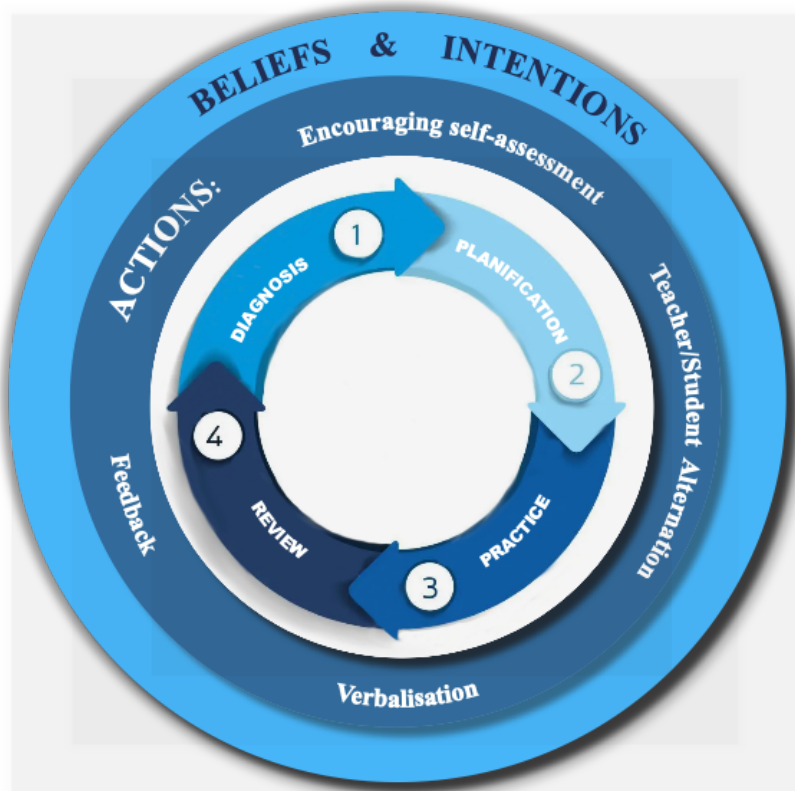 BELIEFS & INTENTIONS
ACTIONS:
Encouraging self-assessment
Teacher/Student Alternation
Verbalisation
Feedback
1
DIAGNOSIS
PLANIFICATION
2
PRACTICE
3
REVIEW
4